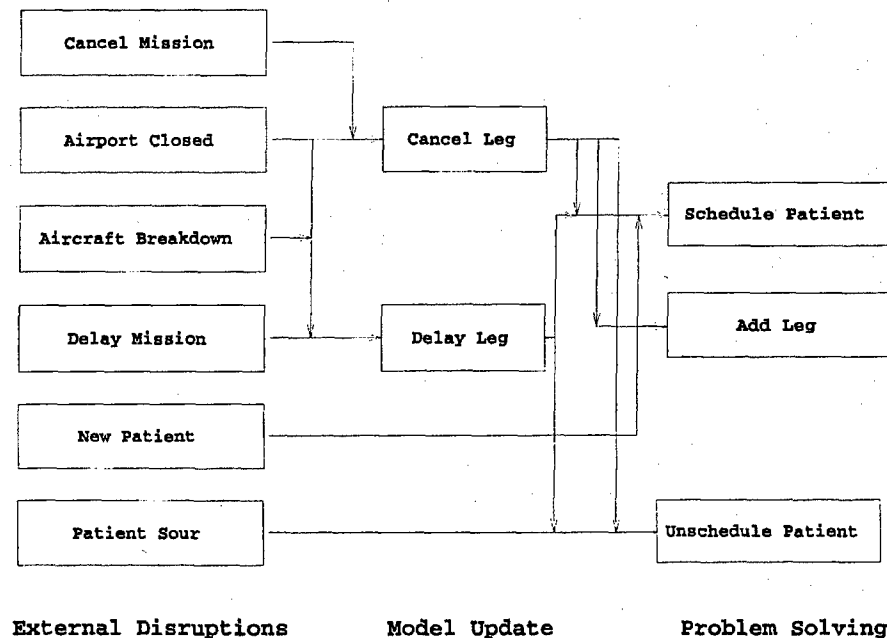 Cancel Mission
Airport Closed
Cancel Leg
Schedule Patient
Aircraft Breakdown
Delay Mission
Delay Leg
Add Leg
New Patient
Patient Sour
Unschedule Patient
External Disruptions
Model Update
Problem Solving